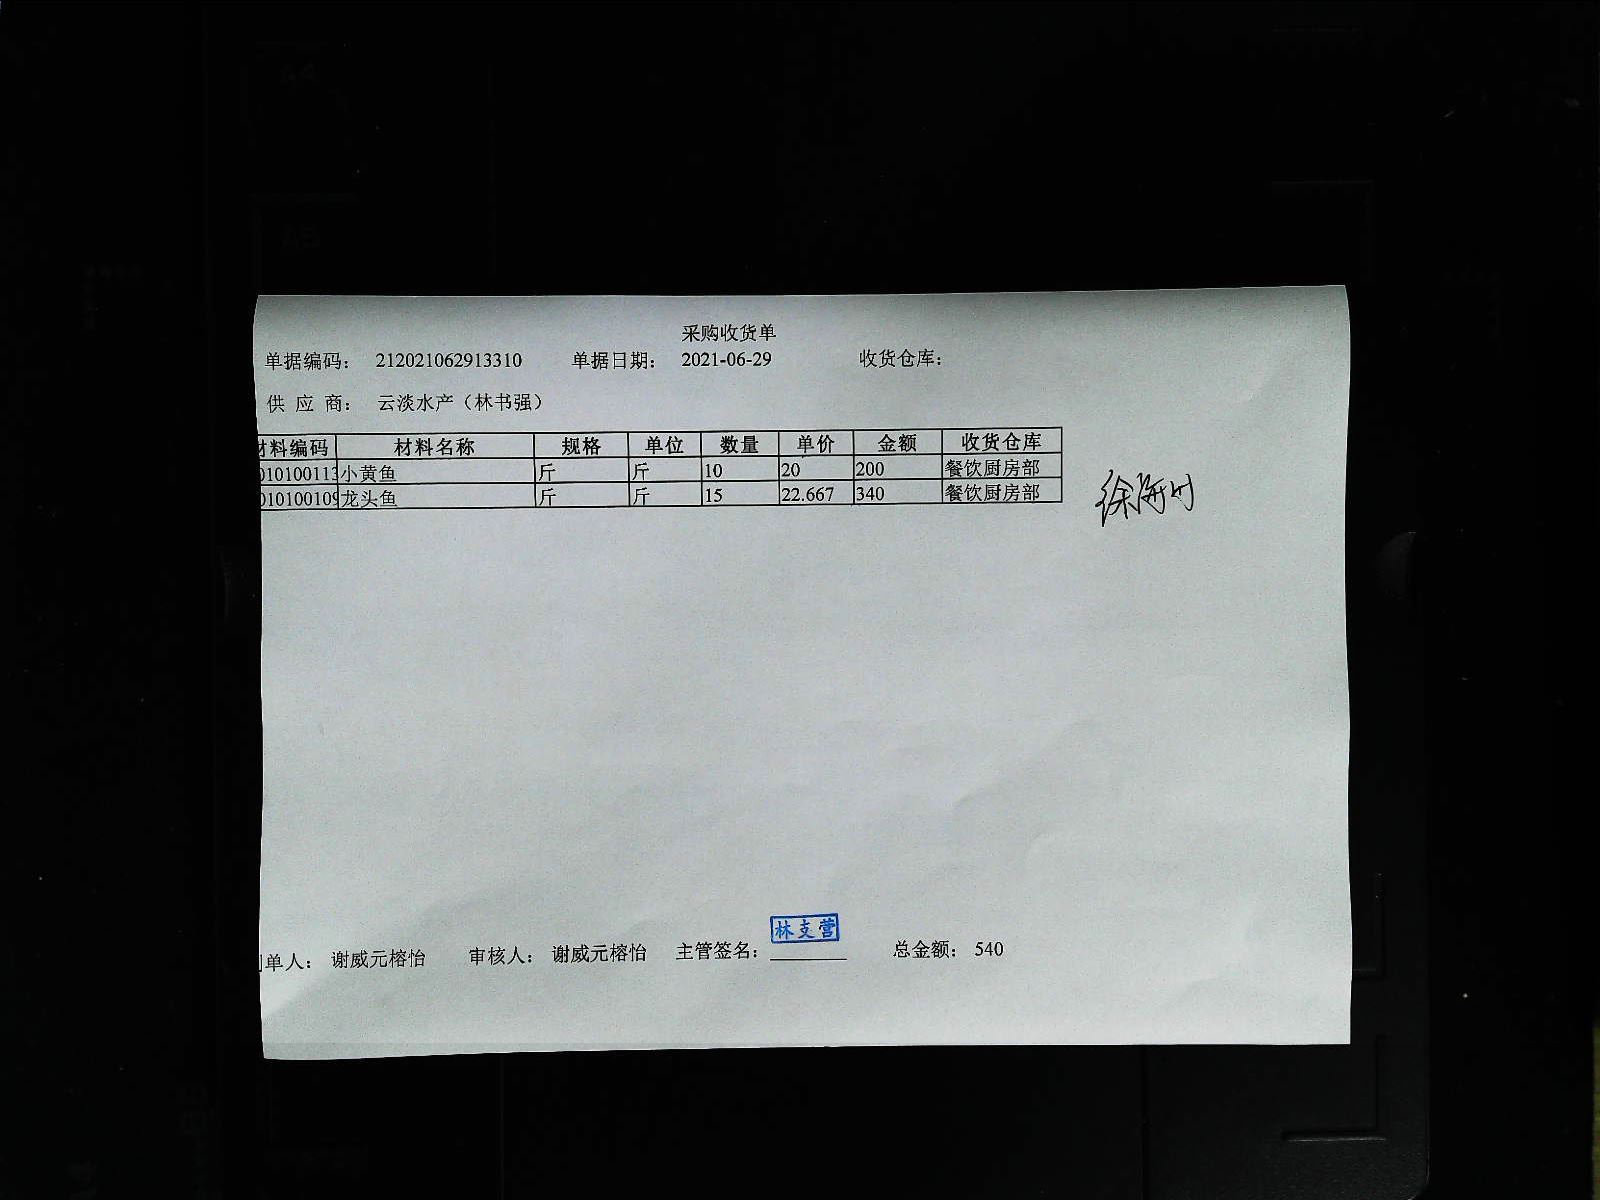 采购收货单
单据编码： 212021062913310 单据日期： 2021-06-29 收货仓库：
供 应 商： 云淡水产（林书强）
材料编码 材料名称 规格 单位 数量 单价 金额 收货仓库
010100113 小黄鱼 斤 斤 10 20 200 餐饮厨房部
010100109 龙头鱼 斤 斤 15 22.667 340 餐饮厨房部
林支营
单人： 谢威元榕怡 审核人： 谢威元榕怡 主管签名： 总金额： 540